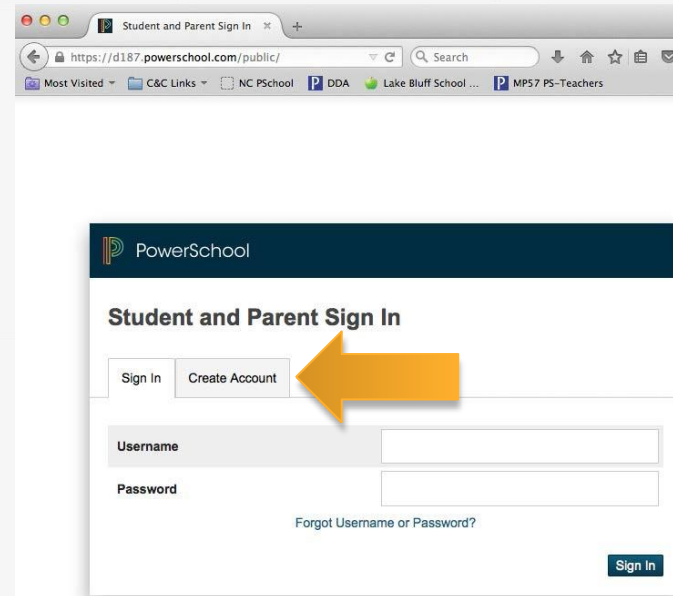 Student and Parent Sign In
https://d187.powerschool.com/public/
Search
Most Visited
C&C Links
NC PSchool
DDA
Lake Bluff School ...
MP57 PS-Teachers
PowerSchool
Student and Parent Sign In
Sign In
Create Account
Username
Password
Forgot Username or Password?
Sign In